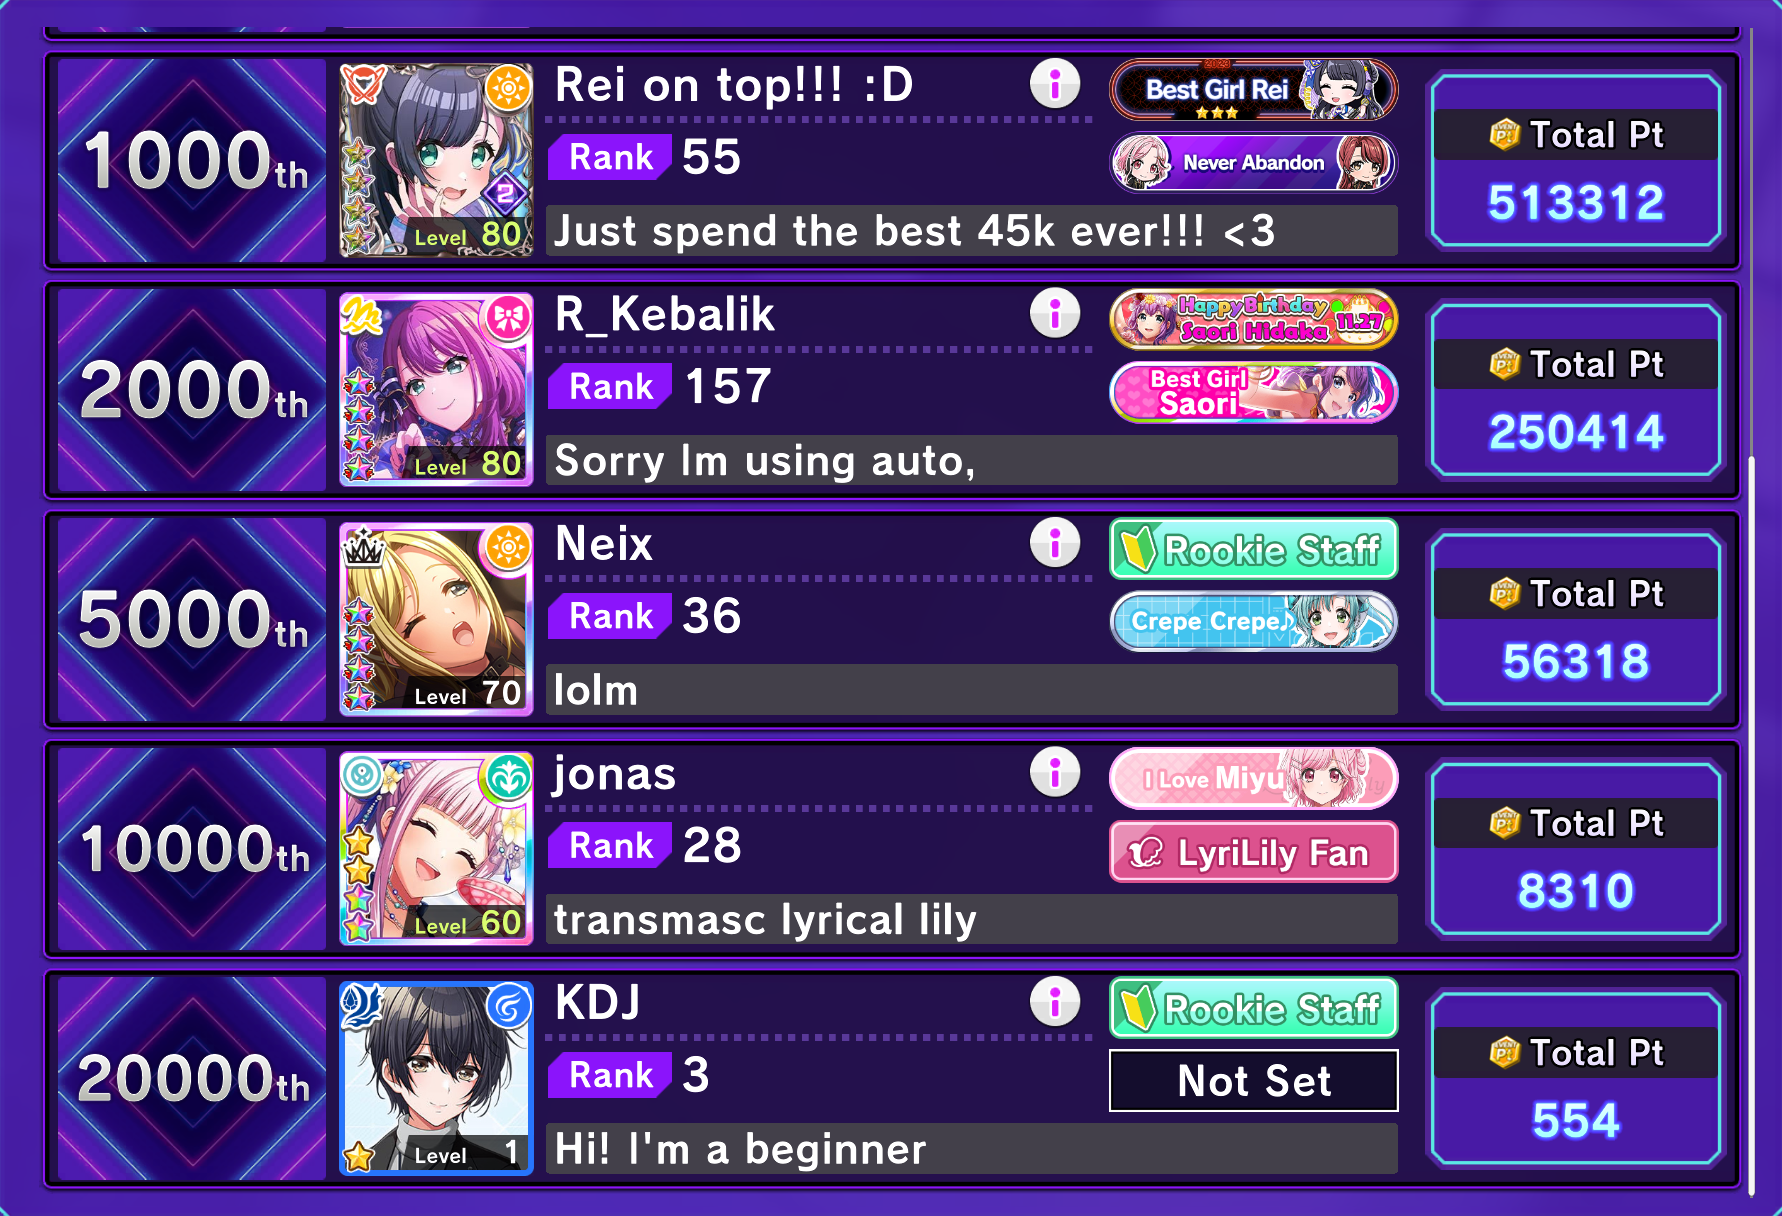 1000th
Rei on top!!! :D
Rank 55
Level 80
2
Just spend the best 45k ever!!! <3
2023
Best Girl Rei
Never Abandon
Total Pt
513312
2000th
R_Kebalik
Rank 157
Level 80
Sorry Im using auto,
Happy Birthday
Saori Hidaka
11.27
Best Girl
Saori
Total Pt
250414
5000th
Neix
Rank 36
Level 70
lolm
Rookie Staff
Crepe Crepe♪
Total Pt
56318
10000th
jonas
Rank 28
Level 60
transmasc lyrical lily
I Love Miyu
LyriLily Fan
Total Pt
8310
20000th
KDJ
Rank 3
Level 1
Hi! I'm a beginner
Rookie Staff
Not Set
Total Pt
554